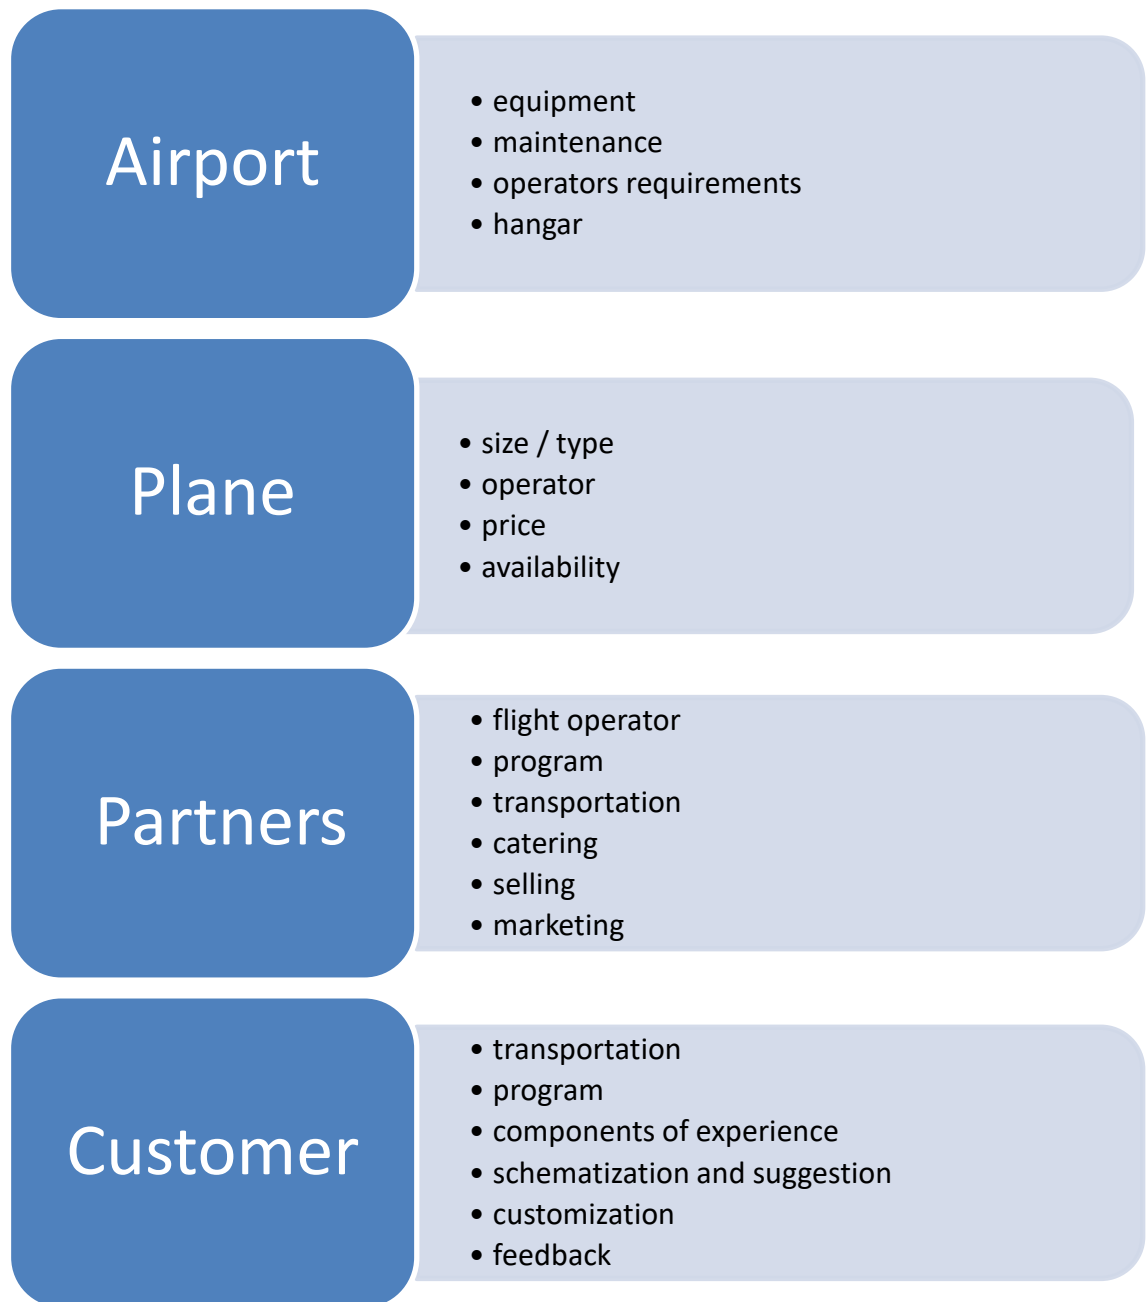 Airport
• equipment
• maintenance
• operators requirements
• hangar
Plane
• size / type
• operator
• price
• availability
Partners
• flight operator
• program
• transportation
• catering
• selling
• marketing
Customer
• transportation
• program
• components of experience
• schematization and suggestion
• customization
• feedback